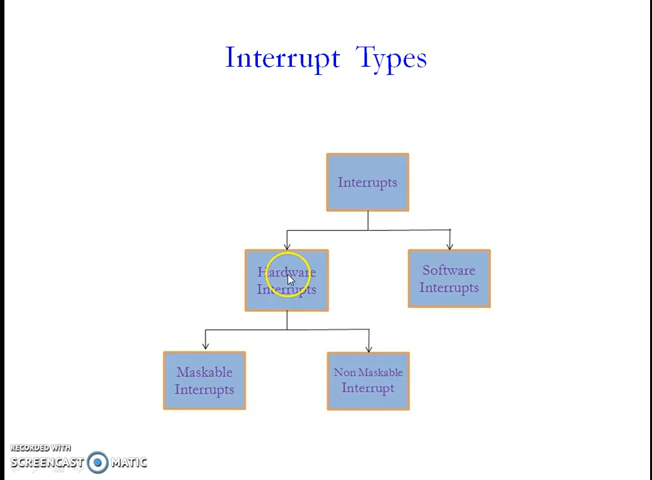 Interrupt Types
Interrupts
Hardware
Interrupts
Software
Interrupts
Maskable
Interrupts
Non Maskable
Interrupt
RECORDED WITH
SCREENCAST MATIC